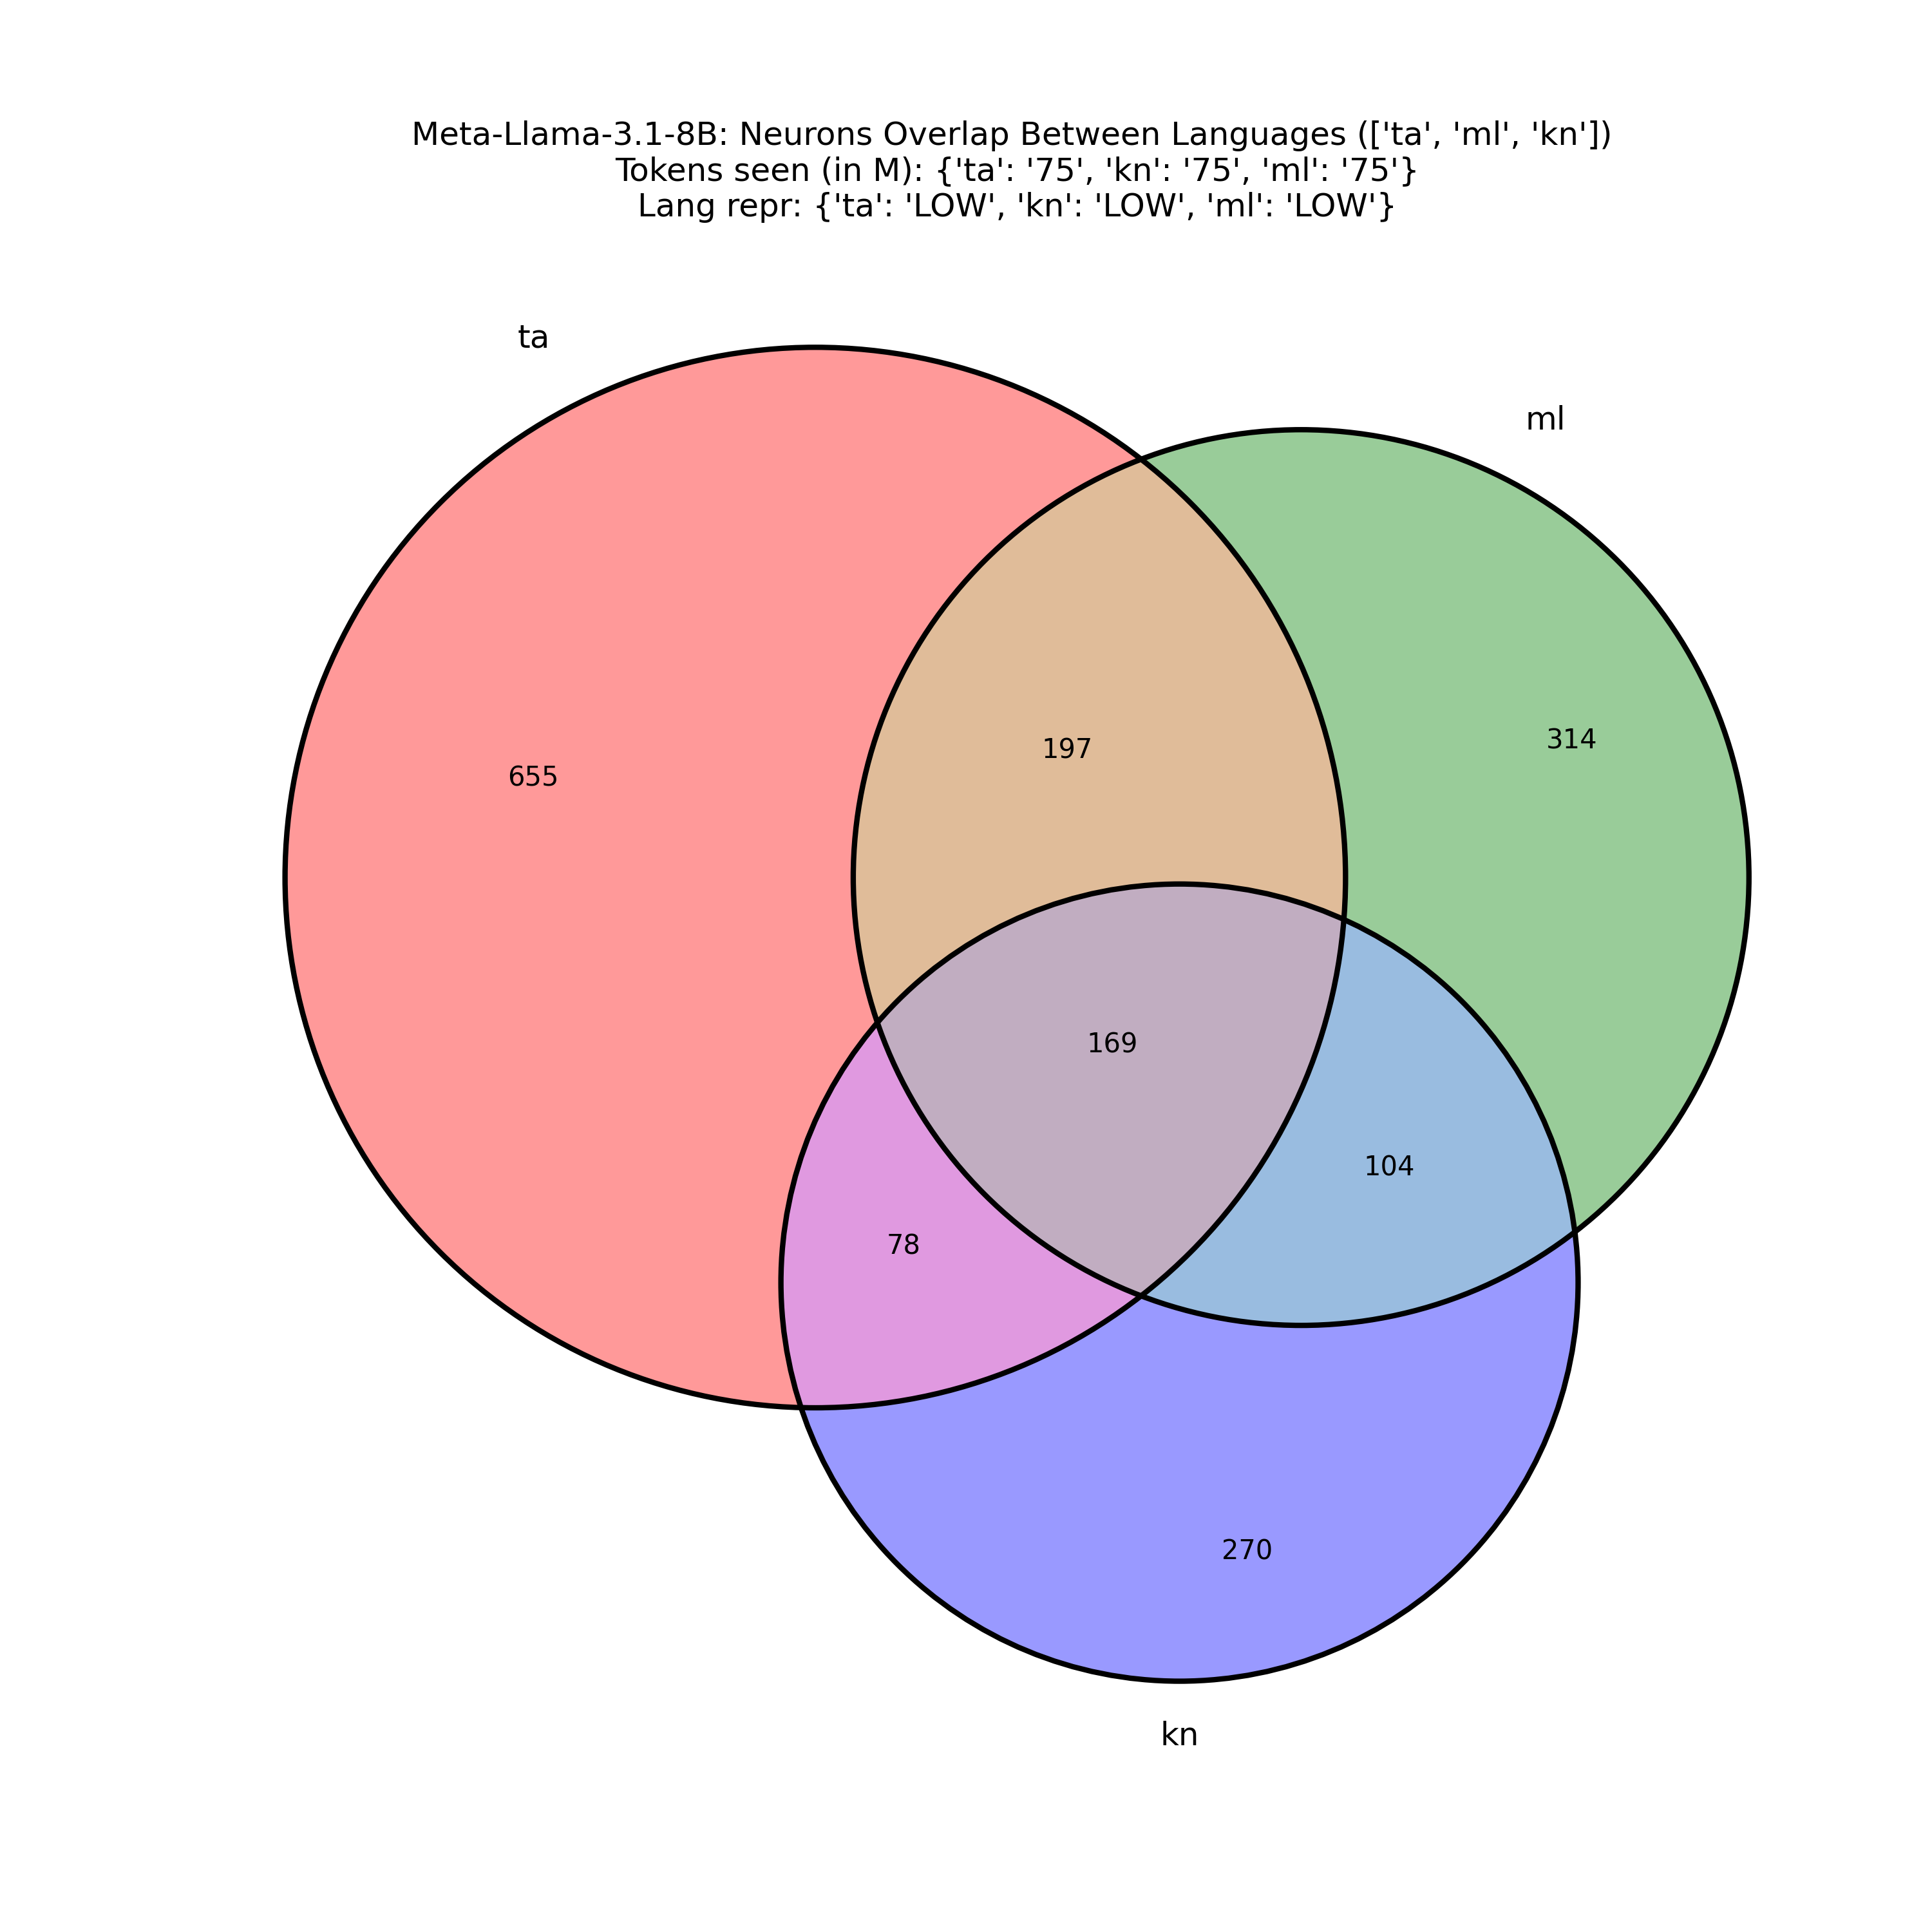 Meta-Llama-3.1-8B: Neurons Overlap Between Languages (['ta', 'ml', 'kn'])
Tokens seen (in M): {'ta': '75', 'kn': '75', 'ml': '75'}
Lang repr: {'ta': 'LOW', 'kn': 'LOW', 'ml': 'LOW'}
ta
ml
655
197
314
169
104
78
270
kn